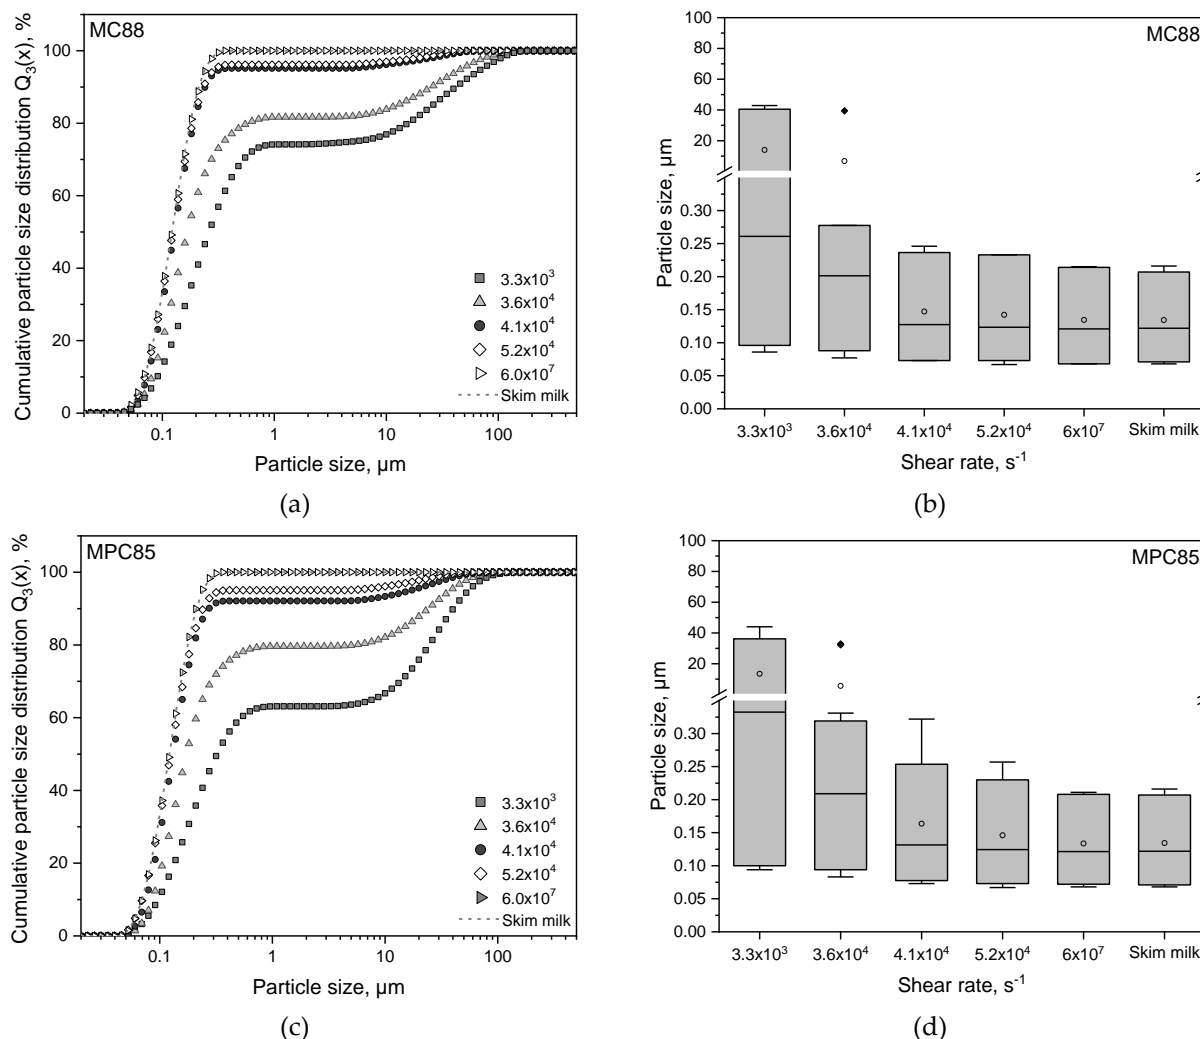 MC88
Cumulative particle size distribution Q₃(x), %
100
80
60
40
20
0
3.3x10³
3.6x10⁴
4.1x10⁴
5.2x10⁴
6.0x10⁷
Skim milk
0.1 1 10 100
Particle size, µm
(a)
MC88
Particle size, µm
100
80
60
40
20
0.30
0.25
0.20
0.15
0.10
0.05
0.00
3.3x10³ 3.6x10⁴ 4.1x10⁴ 5.2x10⁴ 6x10⁷ Skim milk
Shear rate, s⁻¹
(b)
MPC85
Cumulative particle size distribution Q₃(x), %
100
80
60
40
20
0
3.3x10³
3.6x10⁴
4.1x10⁴
5.2x10⁴
6.0x10⁷
Skim milk
0.1 1 10 100
Particle size, µm
(c)
MPC85
Particle size, µm
100
80
60
40
20
0.30
0.25
0.20
0.15
0.10
0.05
0.00
3.3x10³ 3.6x10⁴ 4.1x10⁴ 5.2x10⁴ 6x10⁷ Skim milk
Shear rate, s⁻¹
(d)